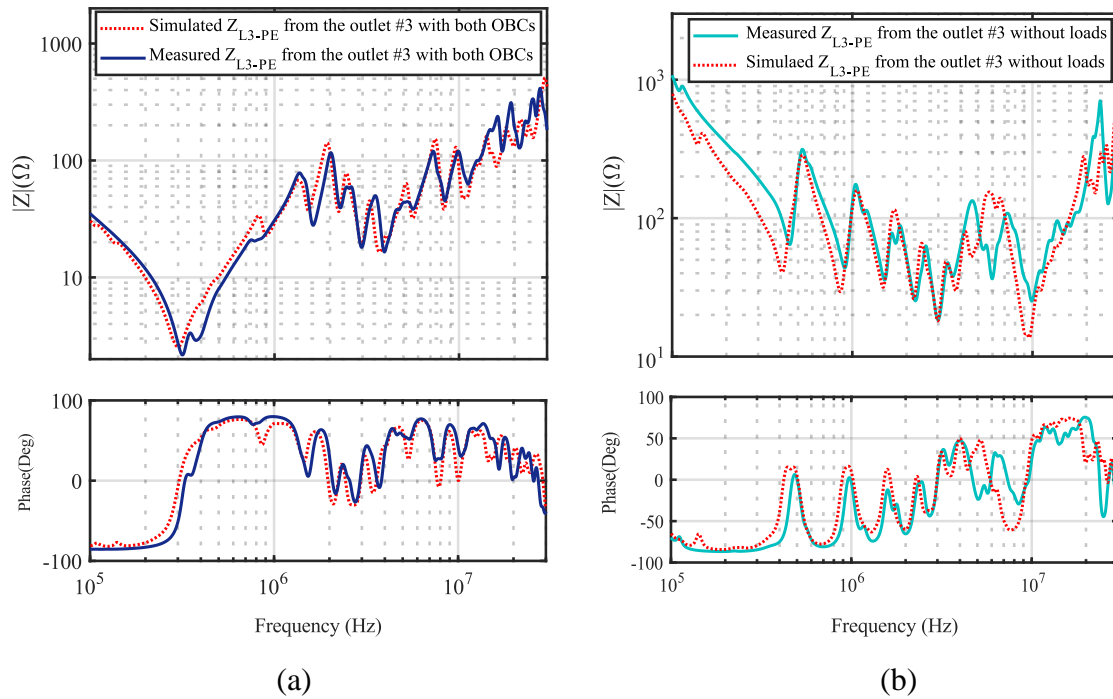 Simulated Z_L3-PE from the outlet #3 with both OBCs
Measured Z_L3-PE from the outlet #3 with both OBCs
1000
100
10
|Z|(Ω)
100
0
-100
Phase(Deg)
10^5
10^6
10^7
Frequency (Hz)
(a)
Measured Z_L3-PE from the outlet #3 without loads
Simulaed Z_L3-PE from the outlet #3 without loads
10^3
10^2
10^1
|Z|(Ω)
100
50
0
-50
-100
Phase(Deg)
10^5
10^6
10^7
Frequency (Hz)
(b)